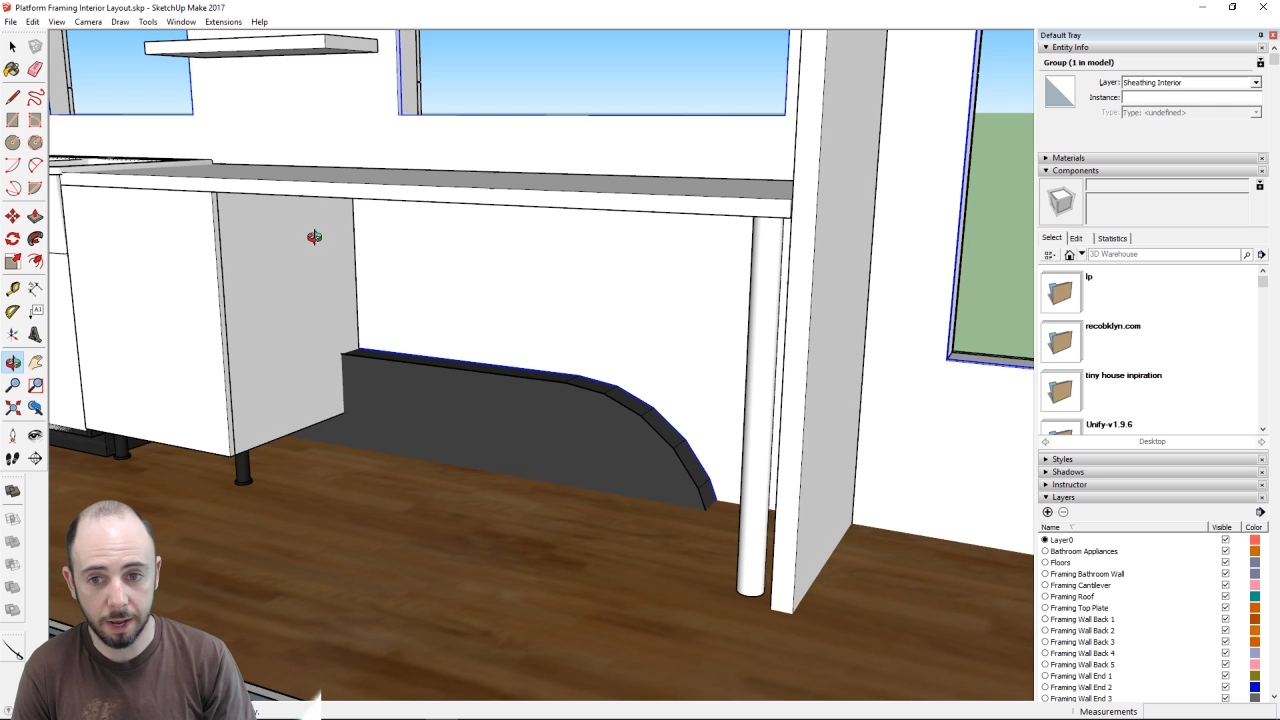 Platform Framing Interior Layout.skp - SketchUp Make 2017
File Edit View Camera Draw Tools Window Extensions Help
Default Tray
Entity Info
Group (1 in model)
Layer: Sheathing Interior
Instance:
Type: Type: <undefined>
Materials
Components
Select Edit Statistics
3D Warehouse
lp
recobklyn.com
tiny house inpiration
Unify-v1.9.6
Desktop
Styles
Shadows
Instructor
Layers
Name Visible Color
Layer0
Bathroom Appliances
Floors
Framing Bathroom Wall
Framing Cantilever
Framing Roof
Framing Top Plate
Framing Wall Back 1
Framing Wall Back 2
Framing Wall Back 3
Framing Wall Back 4
Framing Wall Back 5
Framing Wall End 1
Framing Wall End 2
Framing Wall End 3
Measurements